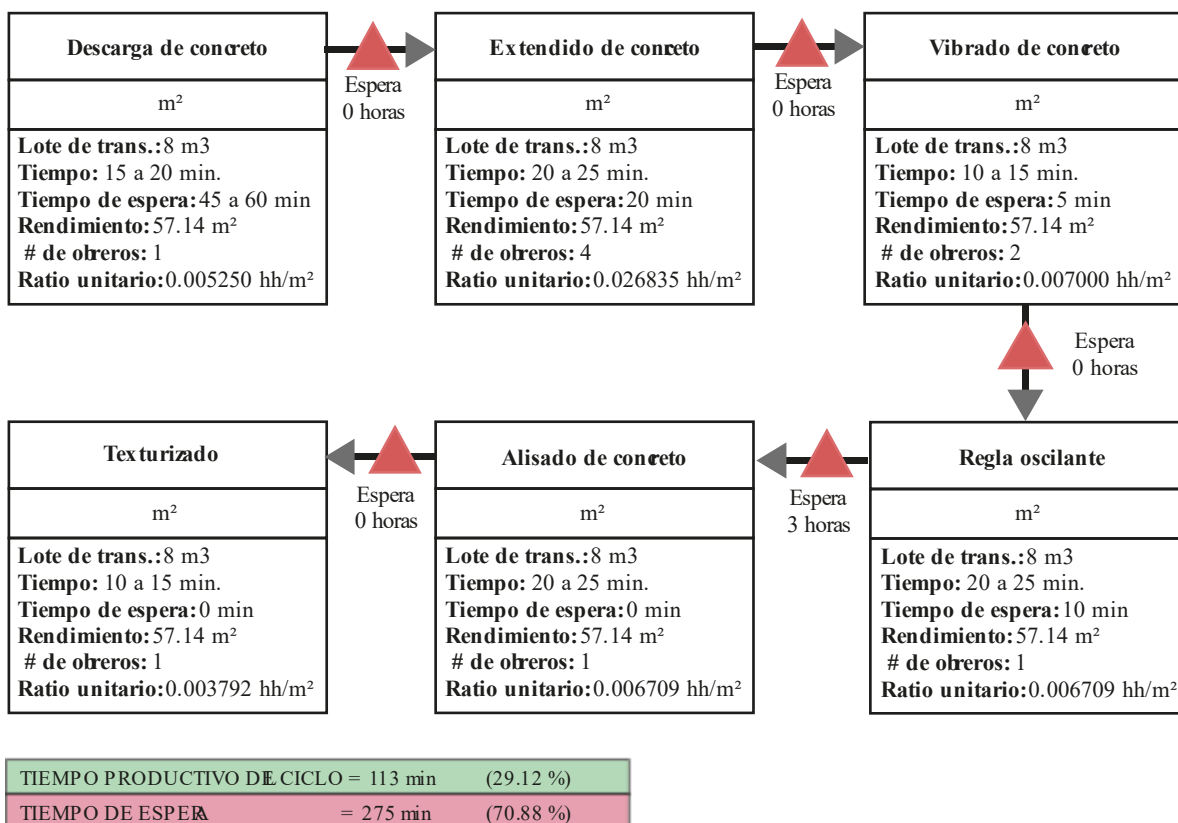 Descarga de concreto
m²
Lote de trans.:8 m3
Tiempo: 15 a 20 min.
Tiempo de espera:45 a 60 min
Rendimiento:57.14 m²
# de obreros: 1
Ratio unitario:0.005250 hh/m²
Espera
0 horas
Extendido de concreto
m²
Lote de trans.:8 m3
Tiempo: 20 a 25 min.
Tiempo de espera:20 min
Rendimiento:57.14 m²
# de obreros: 4
Ratio unitario:0.026835 hh/m²
Espera
0 horas
Vibrado de concreto
m²
Lote de trans.:8 m3
Tiempo: 10 a 15 min.
Tiempo de espera:5 min
Rendimiento:57.14 m²
# de obreros: 2
Ratio unitario:0.007000 hh/m²
Espera
0 horas
Regla oscilante
m²
Lote de trans.:8 m3
Tiempo: 20 a 25 min.
Tiempo de espera:10 min
Rendimiento:57.14 m²
# de obreros: 1
Ratio unitario:0.006709 hh/m²
Espera
3 horas
Alisado de concreto
m²
Lote de trans.:8 m3
Tiempo: 20 a 25 min.
Tiempo de espera:0 min
Rendimiento:57.14 m²
# de obreros: 1
Ratio unitario:0.006709 hh/m²
Espera
0 horas
Texturizado
m²
Lote de trans.:8 m3
Tiempo: 10 a 15 min.
Tiempo de espera:0 min
Rendimiento:57.14 m²
# de obreros: 1
Ratio unitario:0.003792 hh/m²
TIEMPO PRODUCTIVO DEL CICLO = 113 min (29.12 %)
TIEMPO DE ESPERA = 275 min (70.88 %)